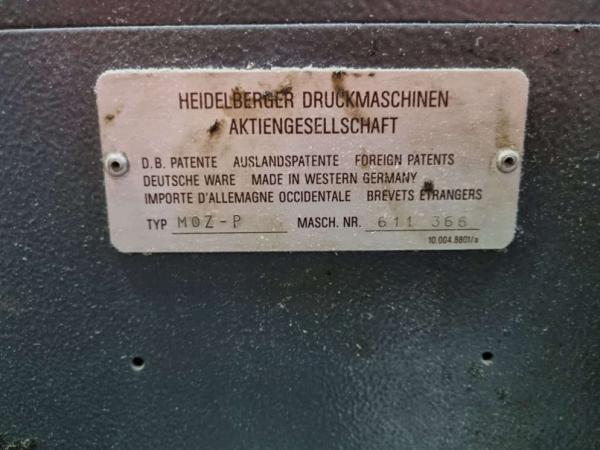 HEIDELBERGER DRUCKMASCHINEN
AKTIENGESELLSCHAFT
D.B. PATENTE AUSLANDSPATENTE FOREIGN PATENTS
DEUTSCHE WARE MADE IN WESTERN GERMANY
IMPORTE D'ALLEMAGNE OCCIDENTALE BREVETS ETRANGERS
TYP MOZ-P MASCH. NR. 611 366
10.004.8801/a